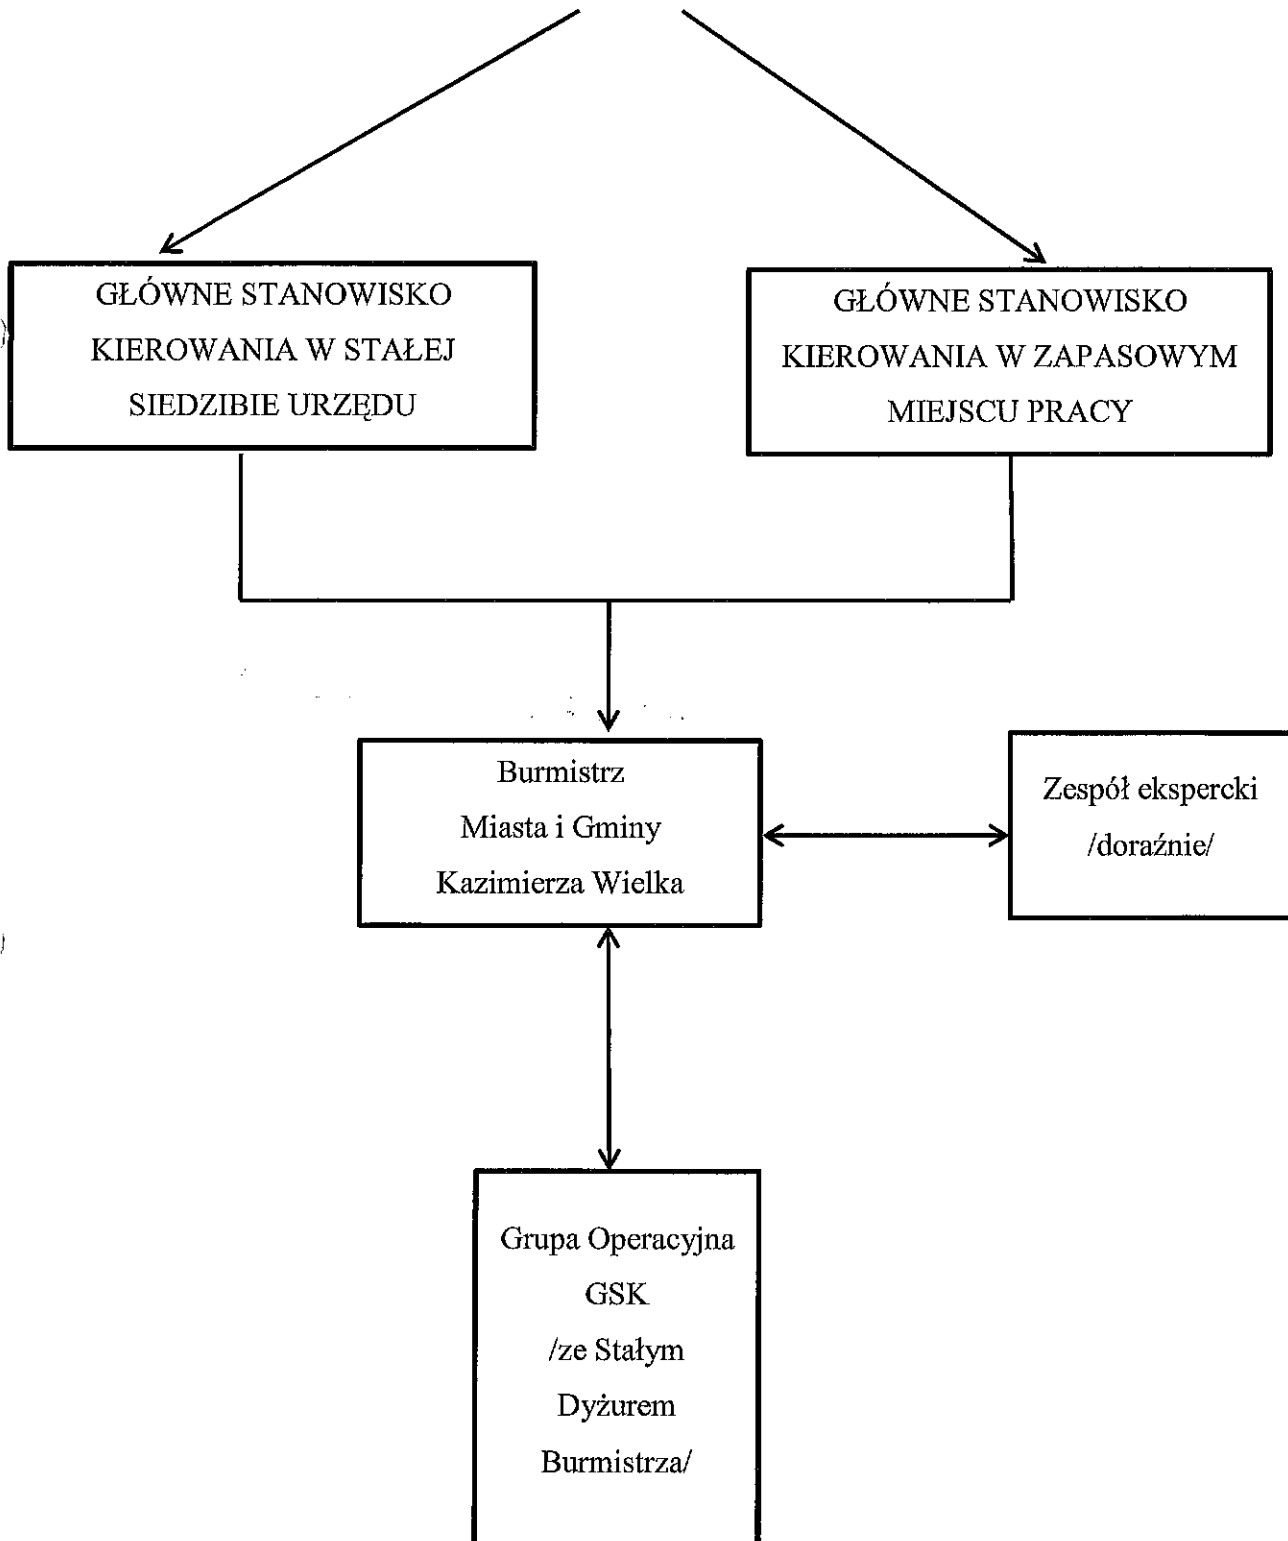 GŁÓWNE STANOWISKO
KIEROWANIA W STAŁEJ
SIEDZIBIE URZĘDU
GŁÓWNE STANOWISKO
KIEROWANIA W ZAPASOWYM
MIEJSCU PRACY
Burmistrz
Miasta i Gminy
Kazimierza Wielka
Zespół ekspercki
/doraźnie/
Grupa Operacyjna
GSK
/ze Stałym
Dyżurem
Burmistrza/